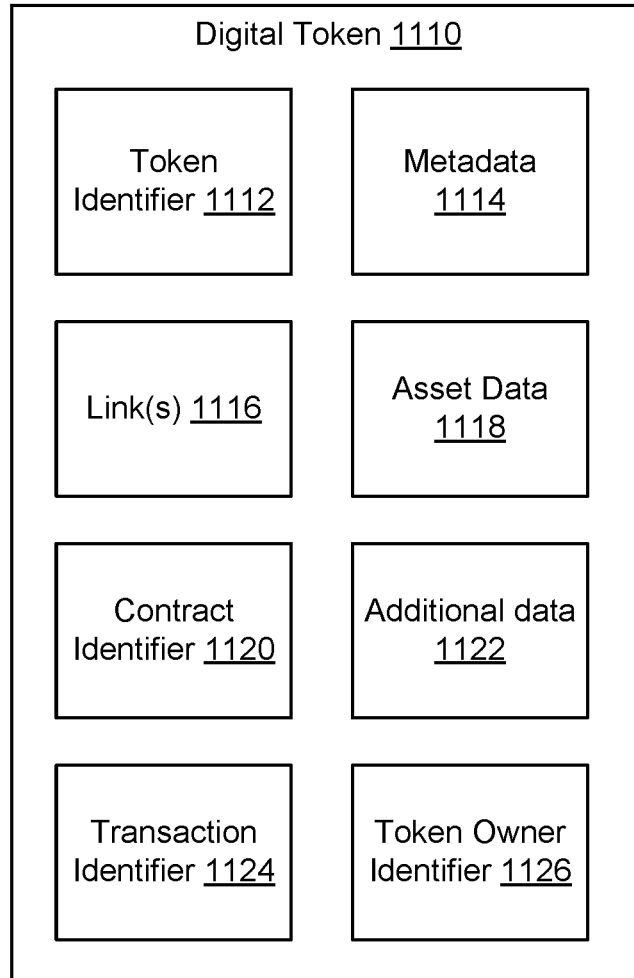 Digital Token 1110
Token
Identifier 1112
Metadata
1114
Link(s) 1116
Asset Data
1118
Contract
Identifier 1120
Additional data
1122
Transaction
Identifier 1124
Token Owner
Identifier 1126